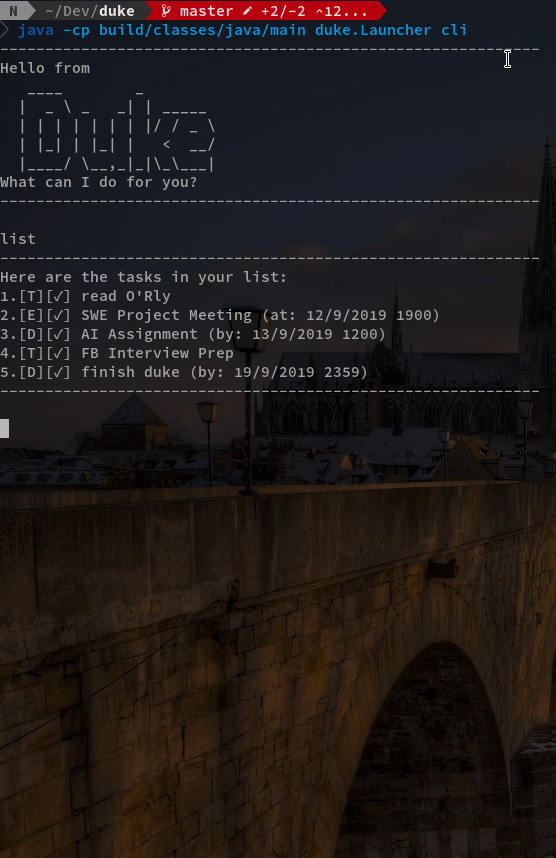 N ~/Dev/duke master +2/-2 ^12...
java -cp build/classes/java/main duke.Launcher cli
------------------------------------------------------------
Hello from
   ____        _
  |  _ \ _   _| | _____
  | | | | | | | |/ / _ \
  | |_| | |_| |   <  __/
  |____/ \__,_|_|\_\___|
What can I do for you?
------------------------------------------------------------
list
------------------------------------------------------------
Here are the tasks in your list:
1.[T][✓] read O'Rly
2.[E][✓] SWE Project Meeting (at: 12/9/2019 1900)
3.[D][✓] AI Assignment (by: 13/9/2019 1200)
4.[T][✓] FB Interview Prep
5.[D][✓] finish duke (by: 19/9/2019 2359)
------------------------------------------------------------